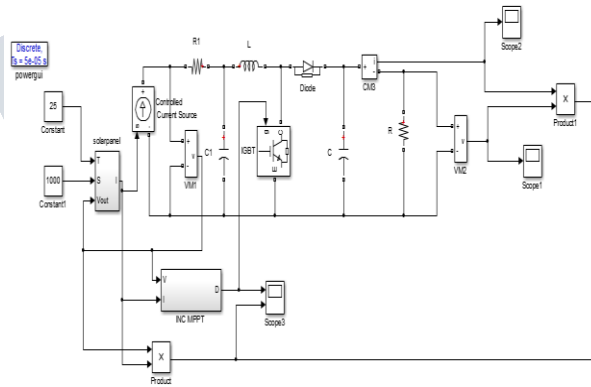 Discrete,
Ts = 5e-05 s
powergui
R1
L
Diode
CM3
Scope2
25
Constant
Controlled
Current Source
solarpanel
T
S
Vout
I
1000
Constant1
VM1
C1
IGBT
C
R
VM2
Scope1
Product1
V
I
D
INC MPPT
Scope3
Product